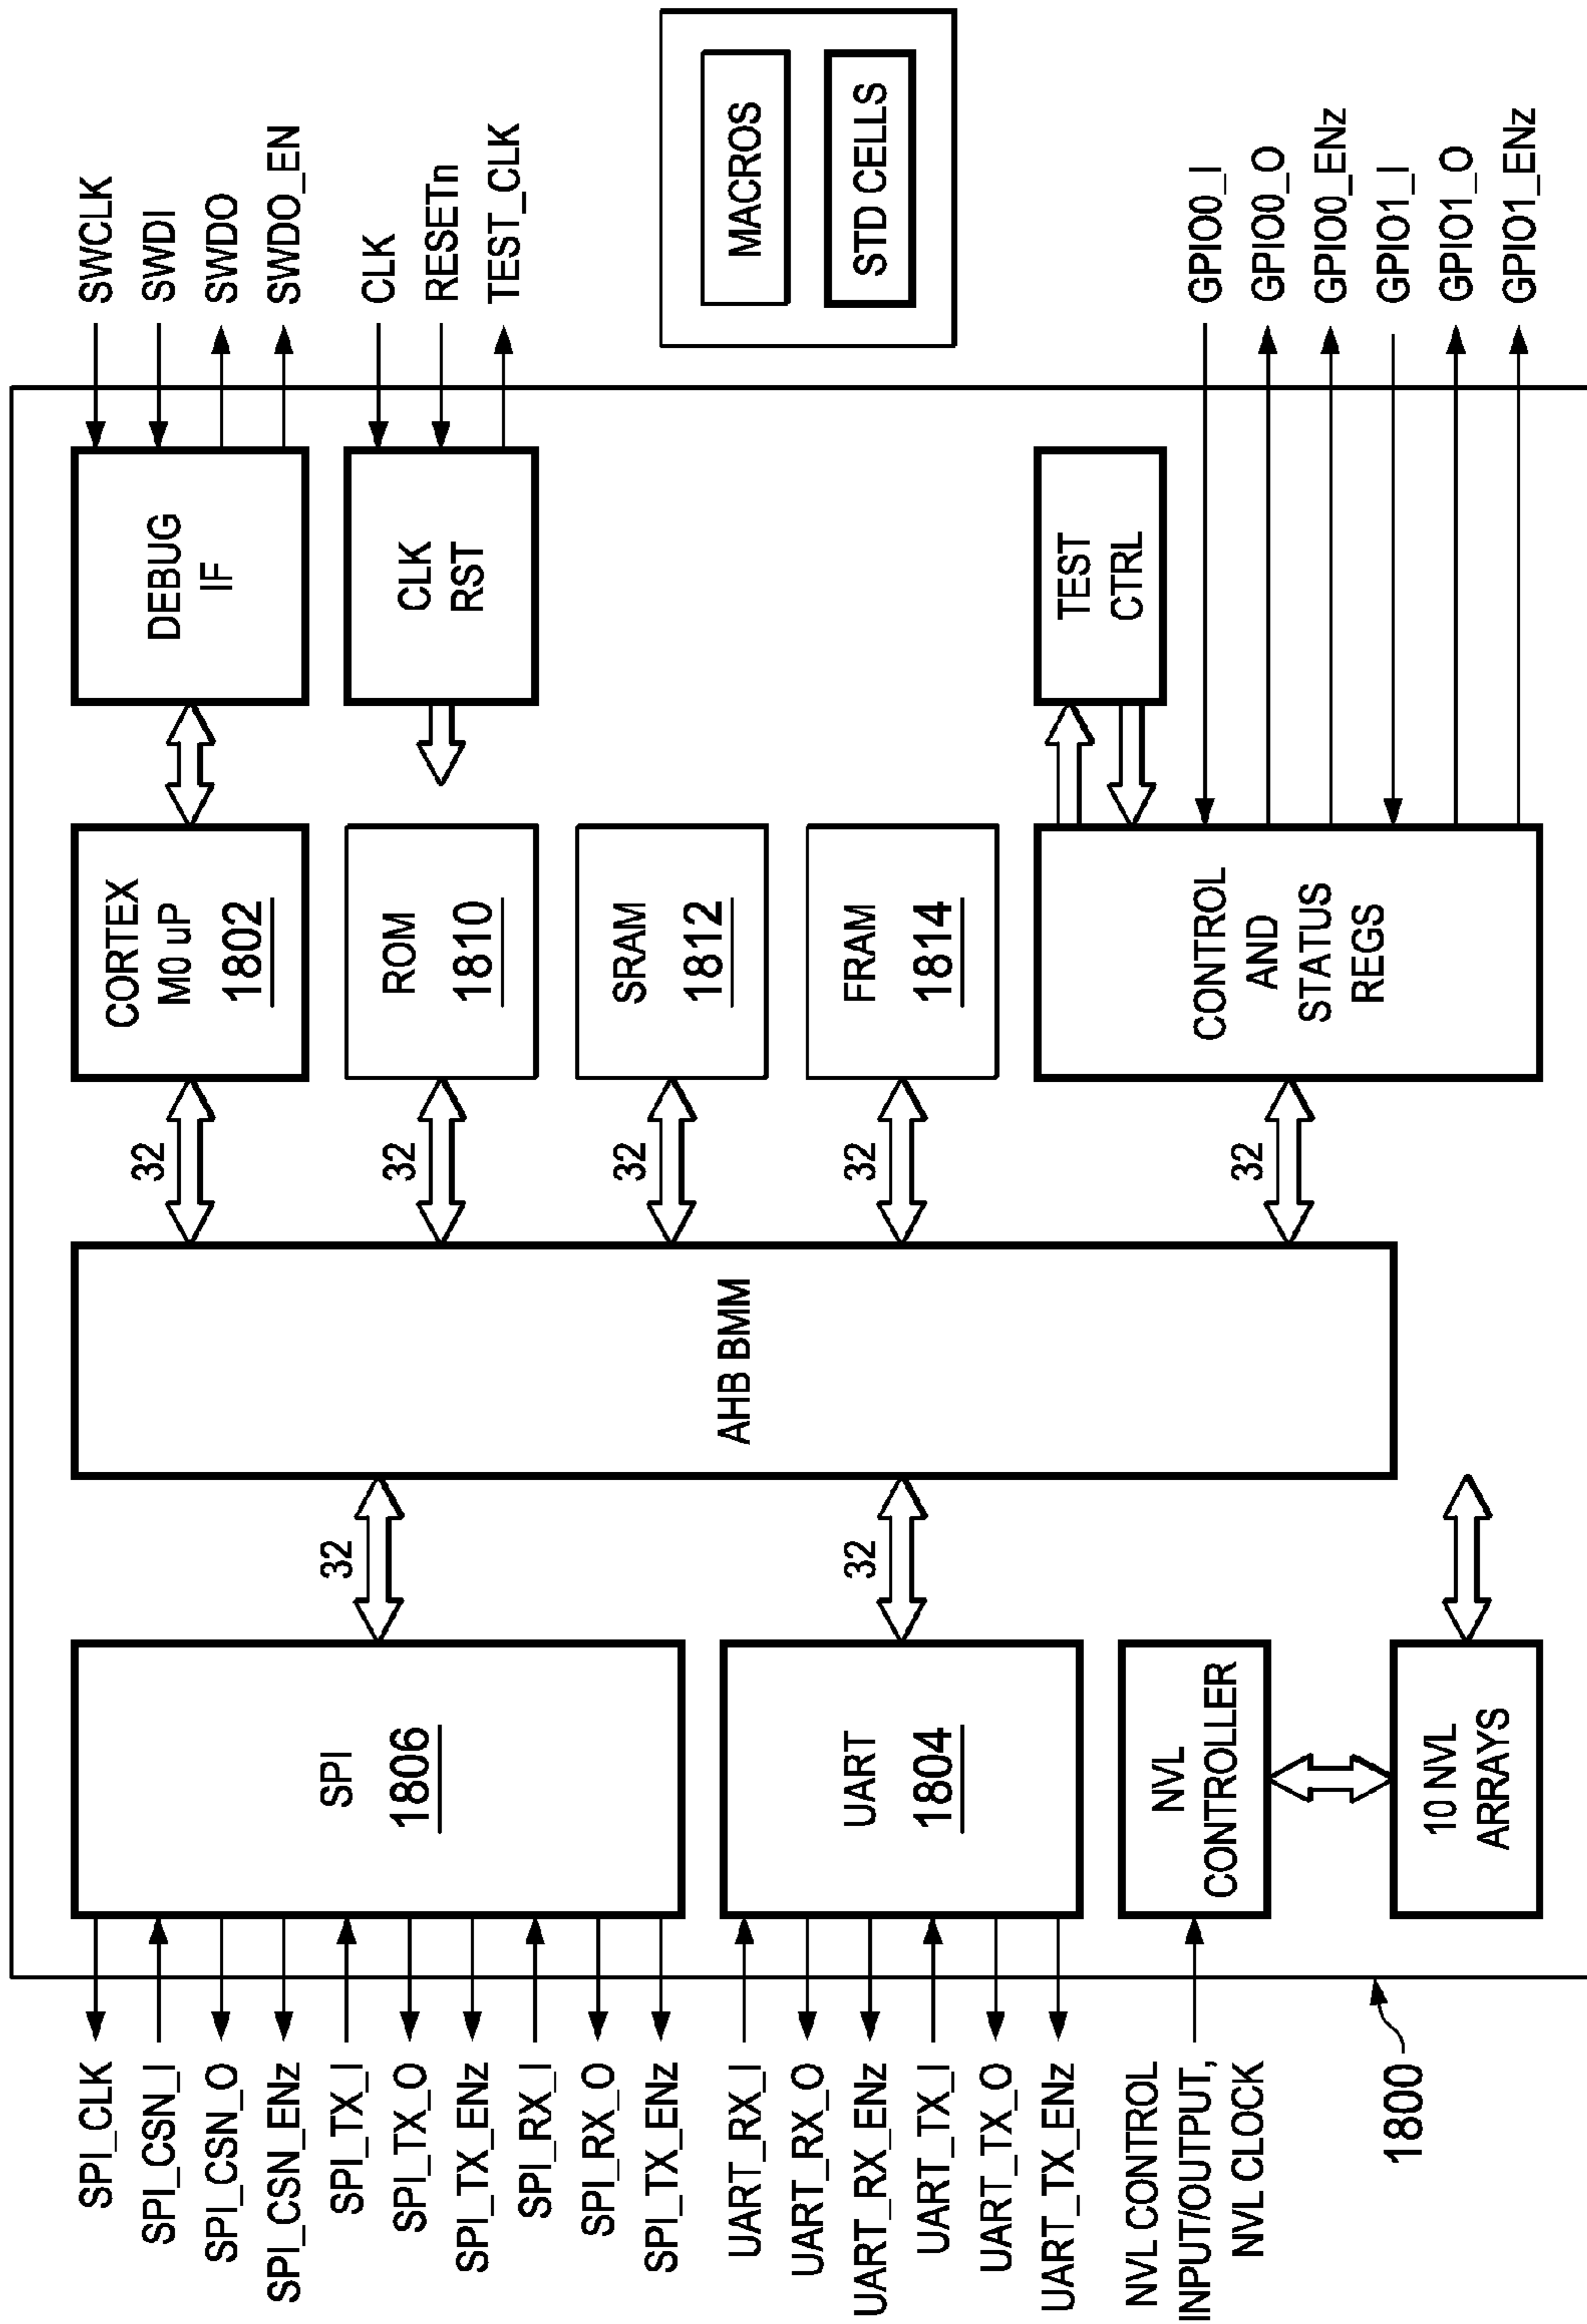 SPI_CLK
SPI_CSN_I
SPI_CSN_O
SPI_CSN_ENz
SPI_TX_I
SPI_TX_O
SPI_TX_ENz
SPI_RX_I
SPI_RX_O
SPI_TX_ENz
UART_RX_I
UART_RX_O
UART_RX_ENz
UART_TX_I
UART_TX_O
UART_TX_ENz
NVL CONTROL
INPUT/OUTPUT,
NVL CLOCK
1800
SPI
1806
UART
1804
NVL
CONTROLLER
10 NVL
ARRAYS
32
32
AHB BMM
32
32
32
32
32
CORTEX
M0 uP
1802
ROM
1810
SRAM
1812
FRAM
1814
CONTROL
AND
STATUS
REGS
DEBUG
IF
CLK
RST
TEST
CTRL
SWCLK
SWDI
SWDO
SWDO_EN
CLK
RESETn
TEST_CLK
MACROS
STD CELLS
GPIO0_I
GPIO0_O
GPIO0_ENz
GPIO1_I
GPIO1_O
GPIO1_ENz